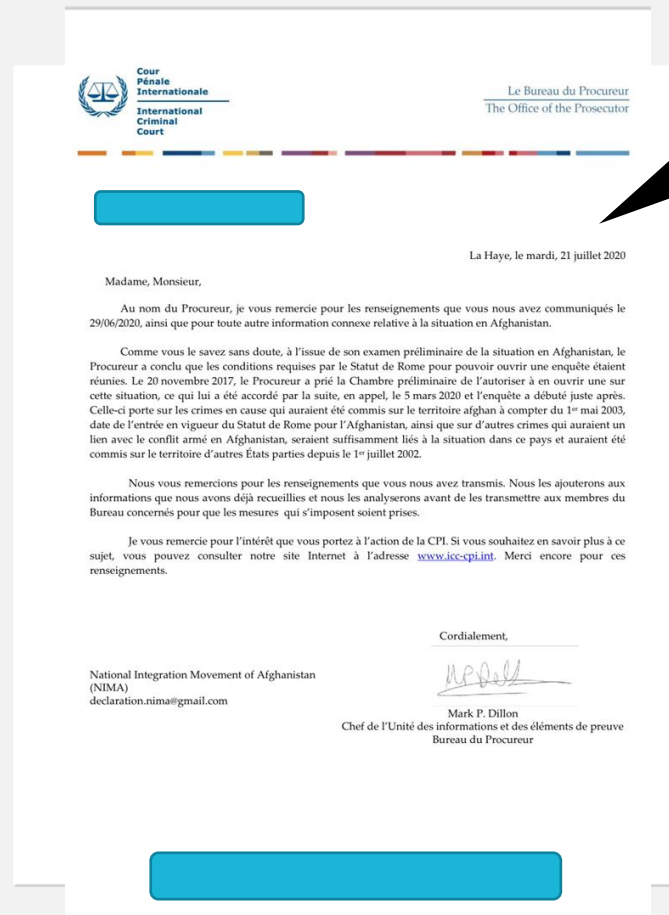 Cour
Pénale
Internationale
International
Criminal
Court
Le Bureau du Procureur
The Office of the Prosecutor
La Haye, le mardi, 21 juillet 2020
Madame, Monsieur,
Au nom du Procureur, je vous remercie pour les renseignements que vous nous avez communiqués le
29/06/2020, ainsi que pour toute autre information connexe relative à la situation en Afghanistan.
Comme vous le savez sans doute, à l'issue de son examen préliminaire de la situation en Afghanistan, le
Procureur a conclu que les conditions requises par le Statut de Rome pour pouvoir ouvrir une enquête étaient
réunies. Le 20 novembre 2017, le Procureur a prié la Chambre préliminaire de l'autoriser à en ouvrir une sur
cette situation, ce qui lui a été accordé par la suite, en appel, le 5 mars 2020 et l'enquête a débuté juste après.
Celle-ci porte sur les crimes en cause qui auraient été commis sur le territoire afghan à compter du 1er mai 2003,
date de l'entrée en vigueur du Statut de Rome pour l'Afghanistan, ainsi que sur d'autres crimes qui auraient un
lien avec le conflit armé en Afghanistan, seraient suffisamment liés à la situation dans ce pays et auraient été
commis sur le territoire d'autres États parties depuis le 1er juillet 2002.
Nous vous remercions pour les renseignements que vous nous avez transmis. Nous les ajouterons aux
informations que nous avons déjà recueillies et nous les analyserons avant de les transmettre aux membres du
Bureau concernés pour que les mesures qui s'imposent soient prises.
Je vous remercie pour l'intérêt que vous portez à l'action de la CPI. Si vous souhaitez en savoir plus à ce
sujet, vous pouvez consulter notre site Internet à l'adresse www.icc-cpi.int. Merci encore pour ces
renseignements.
Cordialement,
National Integration Movement of Afghanistan
(NIMA)
declaration.nima@gmail.com
Mark P. Dillon
Chef de l'Unité des informations et des éléments de preuve
Bureau du Procureur